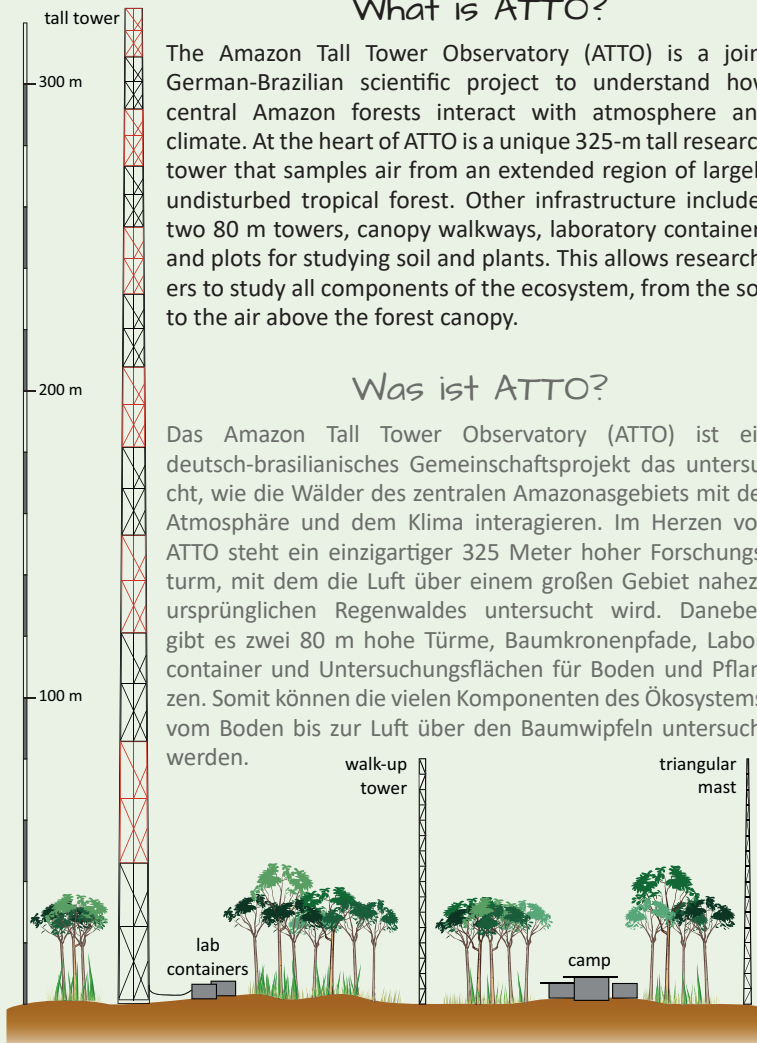 What is ATTO?
tall tower
The Amazon Tall Tower Observatory (ATTO) is a join
German-Brazilian scientific project to understand how
central Amazon forests interact with atmosphere an
climate. At the heart of ATTO is a unique 325-m tall researc
tower that samples air from an extended region of largel
undisturbed tropical forest. Other infrastructure include
two 80 m towers, canopy walkways, laboratory container
and plots for studying soil and plants. This allows research
ers to study all components of the ecosystem, from the so
to the air above the forest canopy.
300 m
200 m
100 m
Was ist ATTO?
Das Amazon Tall Tower Observatory (ATTO) ist ei
deutsch-brasilianisches Gemeinschaftsprojekt das untersu
cht, wie die Wälder des zentralen Amazonasgebiets mit de
Atmosphäre und dem Klima interagieren. Im Herzen vo
ATTO steht ein einzigartiger 325 Meter hoher Forschungs
turm, mit dem die Luft über einem großen Gebiet nahez
ursprünglichen Regenwaldes untersucht wird. Danebe
gibt es zwei 80 m hohe Türme, Baumkronenpfade, Labo
container und Untersuchungsflächen für Boden und Pflan
zen. Somit können die vielen Komponenten des Ökosystems
vom Boden bis zur Luft über den Baumwipfeln untersuch
werden.
walk-up
tower
triangular
mast
lab
containers
camp